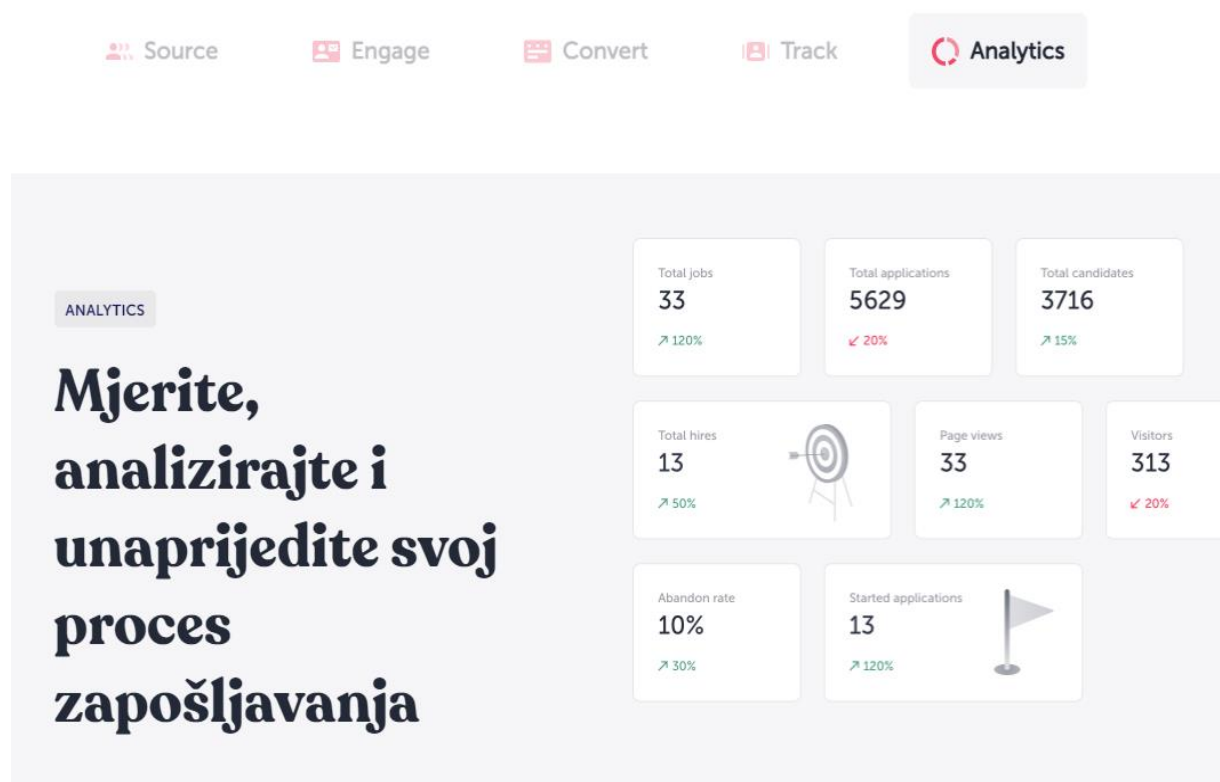 Source
Engage
Convert
Track
Analytics
ANALYTICS
Mjerite,
analizirajte i
unaprijedite svoj
proces
zapošljavanja
Total jobs
33
↗ 120%
Total applications
5629
↙ 20%
Total candidates
3716
↗ 15%
Total hires
13
↗ 50%
Page views
33
↗ 120%
Visitors
313
↙ 20%
Abandon rate
10%
↗ 30%
Started applications
13
↗ 120%